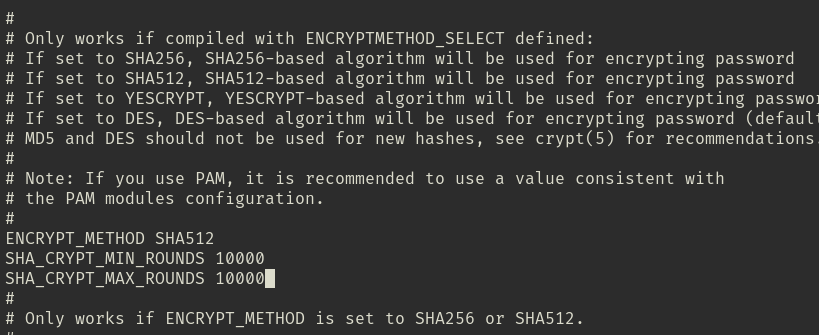 #
# Only works if compiled with ENCRYPTMETHOD_SELECT defined:
# If set to SHA256, SHA256-based algorithm will be used for encrypting password
# If set to SHA512, SHA512-based algorithm will be used for encrypting password
# If set to YESCRYPT, YESCRYPT-based algorithm will be used for encrypting
# If set to DES, DES-based algorithm will be used for encrypting password (default
# MD5 and DES should not be used for new hashes, see crypt(5) for recommendations.
#
# Note: If you use PAM, it is recommended to use a value consistent with
# the PAM modules configuration.
#
ENCRYPT_METHOD SHA512
SHA_CRYPT_MIN_ROUNDS 10000
SHA_CRYPT_MAX_ROUNDS 10000
#
# Only works if ENCRYPT_METHOD is set to SHA256 or SHA512.